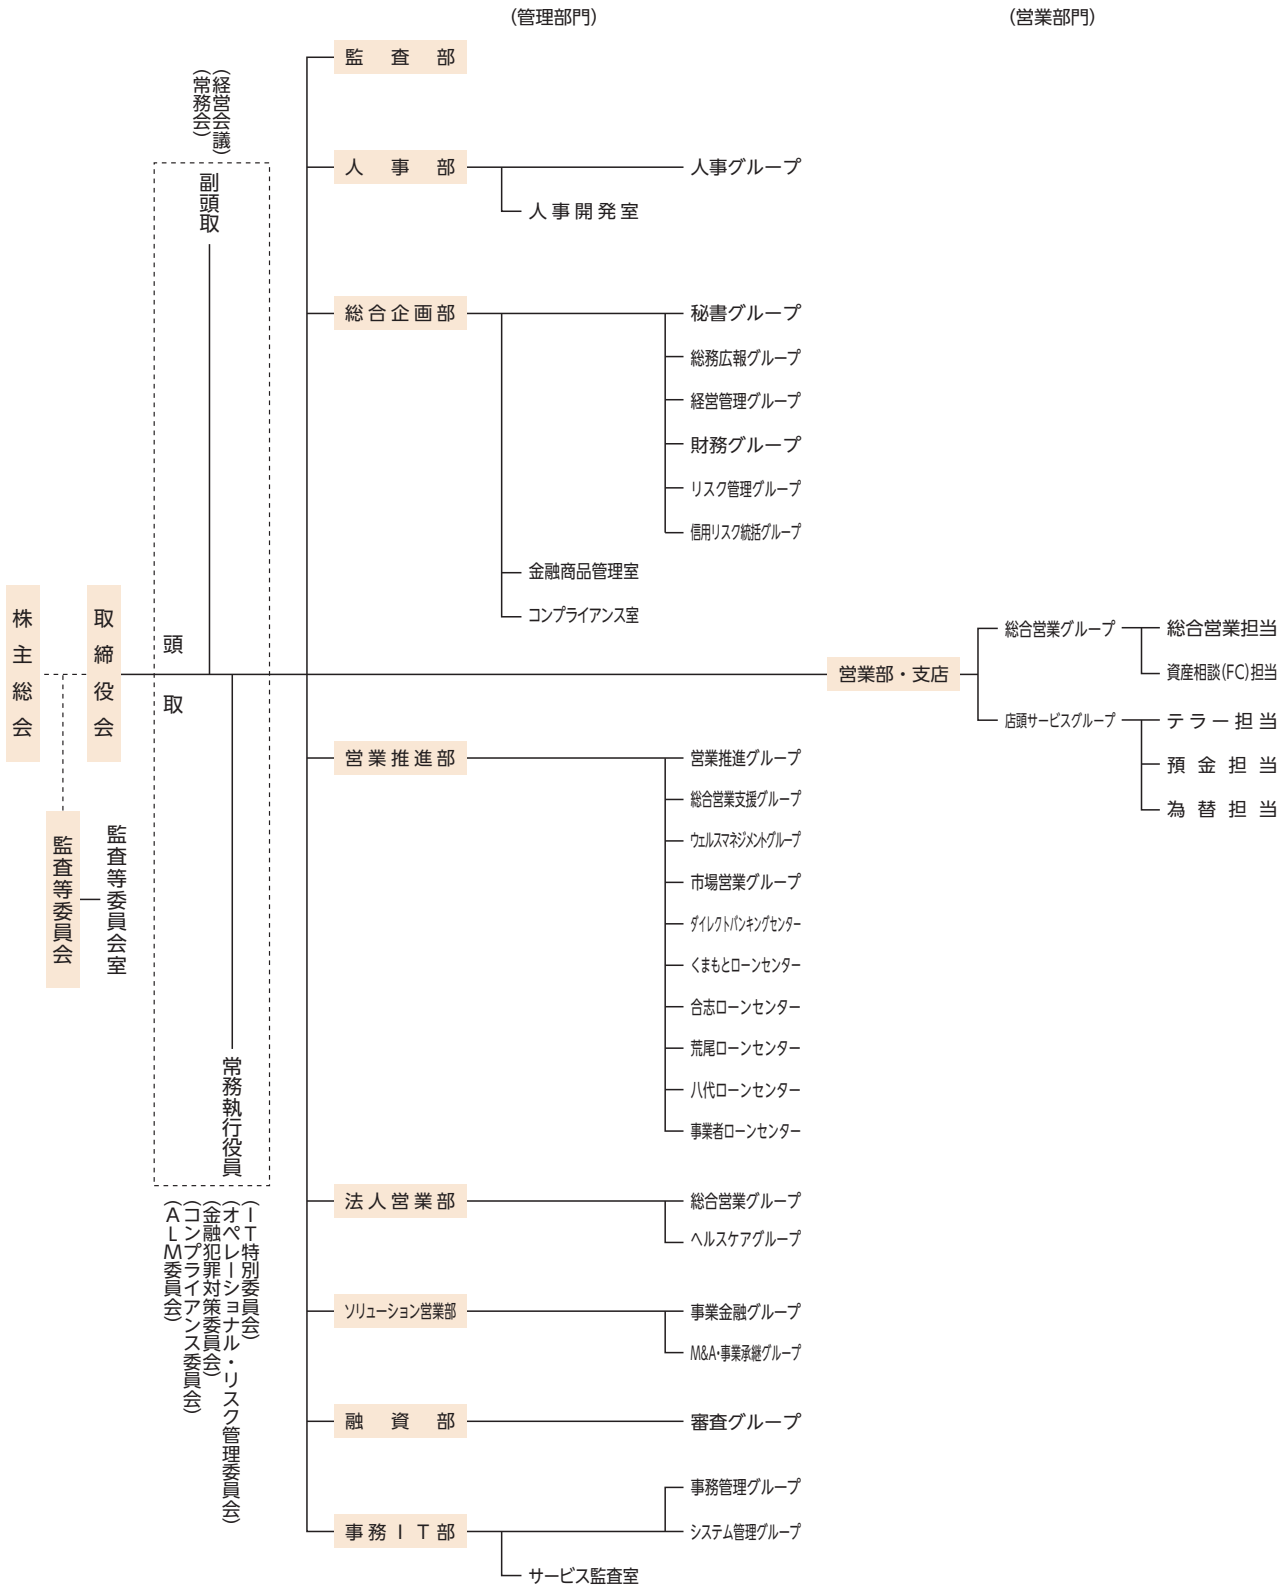 (管理部門)
(営業部門)
監査部
(経営会議)
(常務会)
副頭取
人事部
人事グループ
人事開発室
総合企画部
秘書グループ
総務広報グループ
経営管理グループ
財務グループ
リスク管理グループ
信用リスク統括グループ
金融商品管理室
コンプライアンス室
株主総会
取締役会
頭取
営業部・支店
総合営業グループ
総合営業担当
資産相談(FC)担当
店頭サービスグループ
テラー担当
預金担当
為替担当
監査等委員会
監査等委員会室
営業推進部
営業推進グループ
総合営業支援グループ
ウェルスマネジメントグループ
市場営業グループ
ダイレクトバンキングセンター
くまもとローンセンター
合志ローンセンター
荒尾ローンセンター
八代ローンセンター
事業者ローンセンター
常務執行役員
(IT特別委員会)
(オペレーショナル・リスク管理委員会)
(金融犯罪対策委員会)
(コンプライアンス委員会)
(ALM委員会)
法人営業部
総合営業グループ
ヘルスケアグループ
ソリューション営業部
事業金融グループ
M&A・事業承継グループ
融資部
審査グループ
事務IT部
事務管理グループ
システム管理グループ
サービス監査室